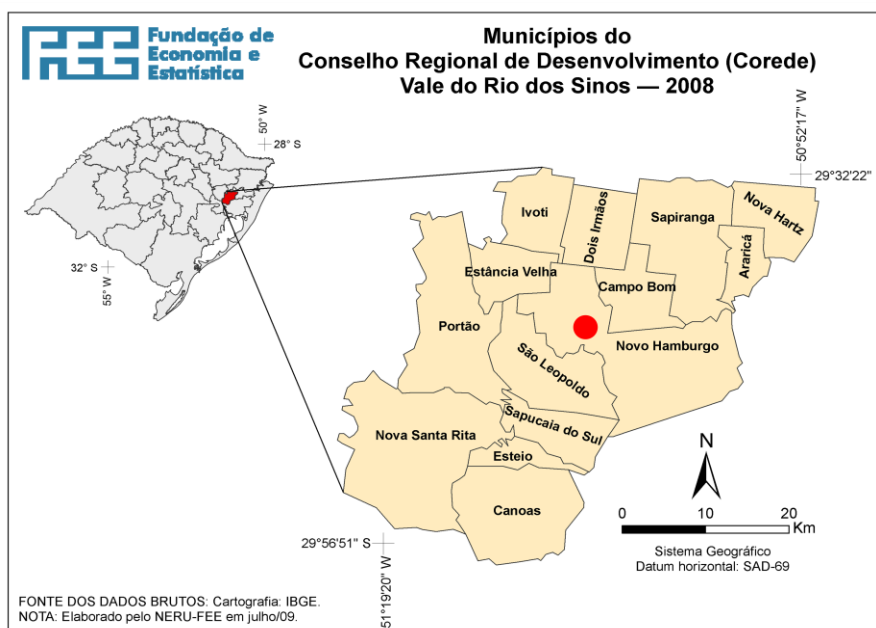 FEE
Fundação de
Economia e
Estatística
Municípios do
Conselho Regional de Desenvolvimento (Corede)
Vale do Rio dos Sinos — 2008
50° W
28° S
32° S
55° W
50°52'17" W
29°32'22"
Ivoti
Dois Irmãos
Sapiranga
Nova Hartz
Araricá
Estância Velha
Campo Bom
Portão
Novo Hamburgo
São Leopoldo
Nova Santa Rita
Sapucaia do Sul
Esteio
Canoas
N
0 10 20
Km
29°56'51" S
51°19'20" W
Sistema Geográfico
Datum horizontal: SAD-69
FONTE DOS DADOS BRUTOS: Cartografia: IBGE.
NOTA: Elaborado pelo NERU-FEE em julho/09.